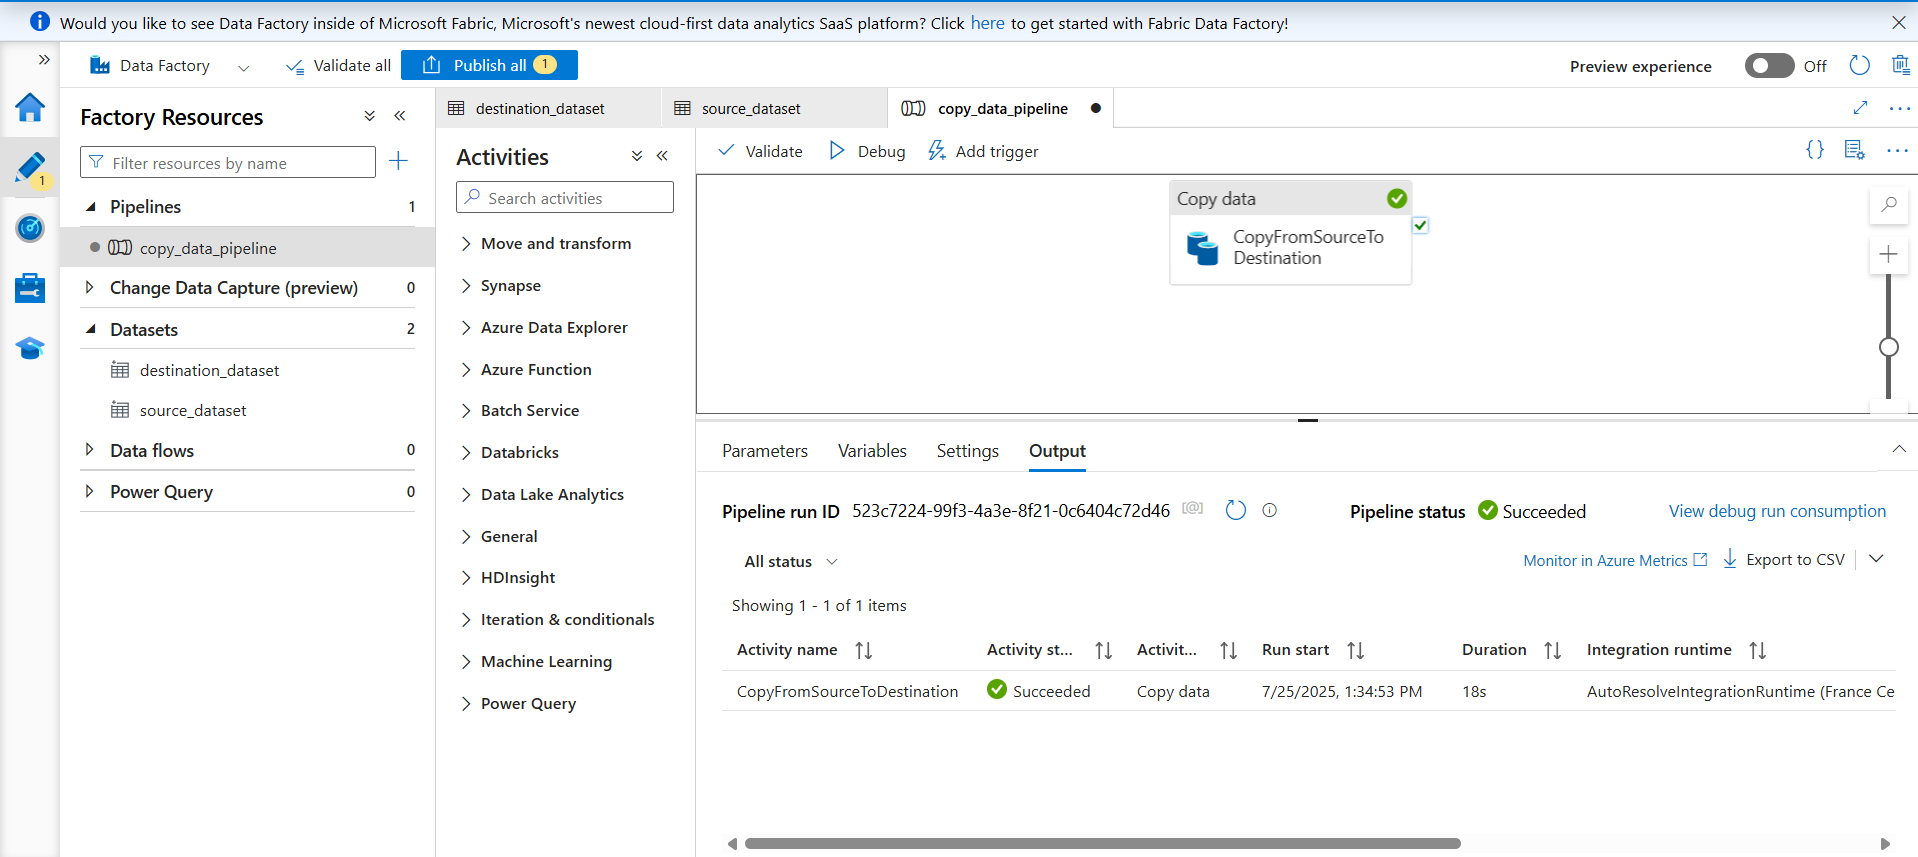 Would you like to see Data Factory inside of Microsoft Fabric, Microsoft's newest cloud-first data analytics SaaS platform? Click here to get started with Fabric Data Factory!
Data Factory
Validate all
Publish all 1
Preview experience
Off
1
Factory Resources
Filter resources by name
Pipelines 1
copy_data_pipeline
Change Data Capture (preview) 0
Datasets 2
destination_dataset
source_dataset
Data flows 0
Power Query 0
destination_dataset
source_dataset
copy_data_pipeline
Activities
Search activities
Move and transform
Synapse
Azure Data Explorer
Azure Function
Batch Service
Databricks
Data Lake Analytics
General
HDInsight
Iteration & conditionals
Machine Learning
Power Query
Validate
Debug
Add trigger
Copy data
CopyFromSourceTo
Destination
Parameters
Variables
Settings
Output
Pipeline run ID 523c7224-99f3-4a3e-8f21-0c6404c72d46 [@]
Pipeline status Succeeded
View debug run consumption
All status
Monitor in Azure Metrics
Export to CSV
Showing 1 - 1 of 1 items
Activity name Activity st... Activit... Run start Duration Integration runtime
CopyFromSourceToDestination Succeeded Copy data 7/25/2025, 1:34:53 PM 18s AutoResolveIntegrationRuntime (France Ce